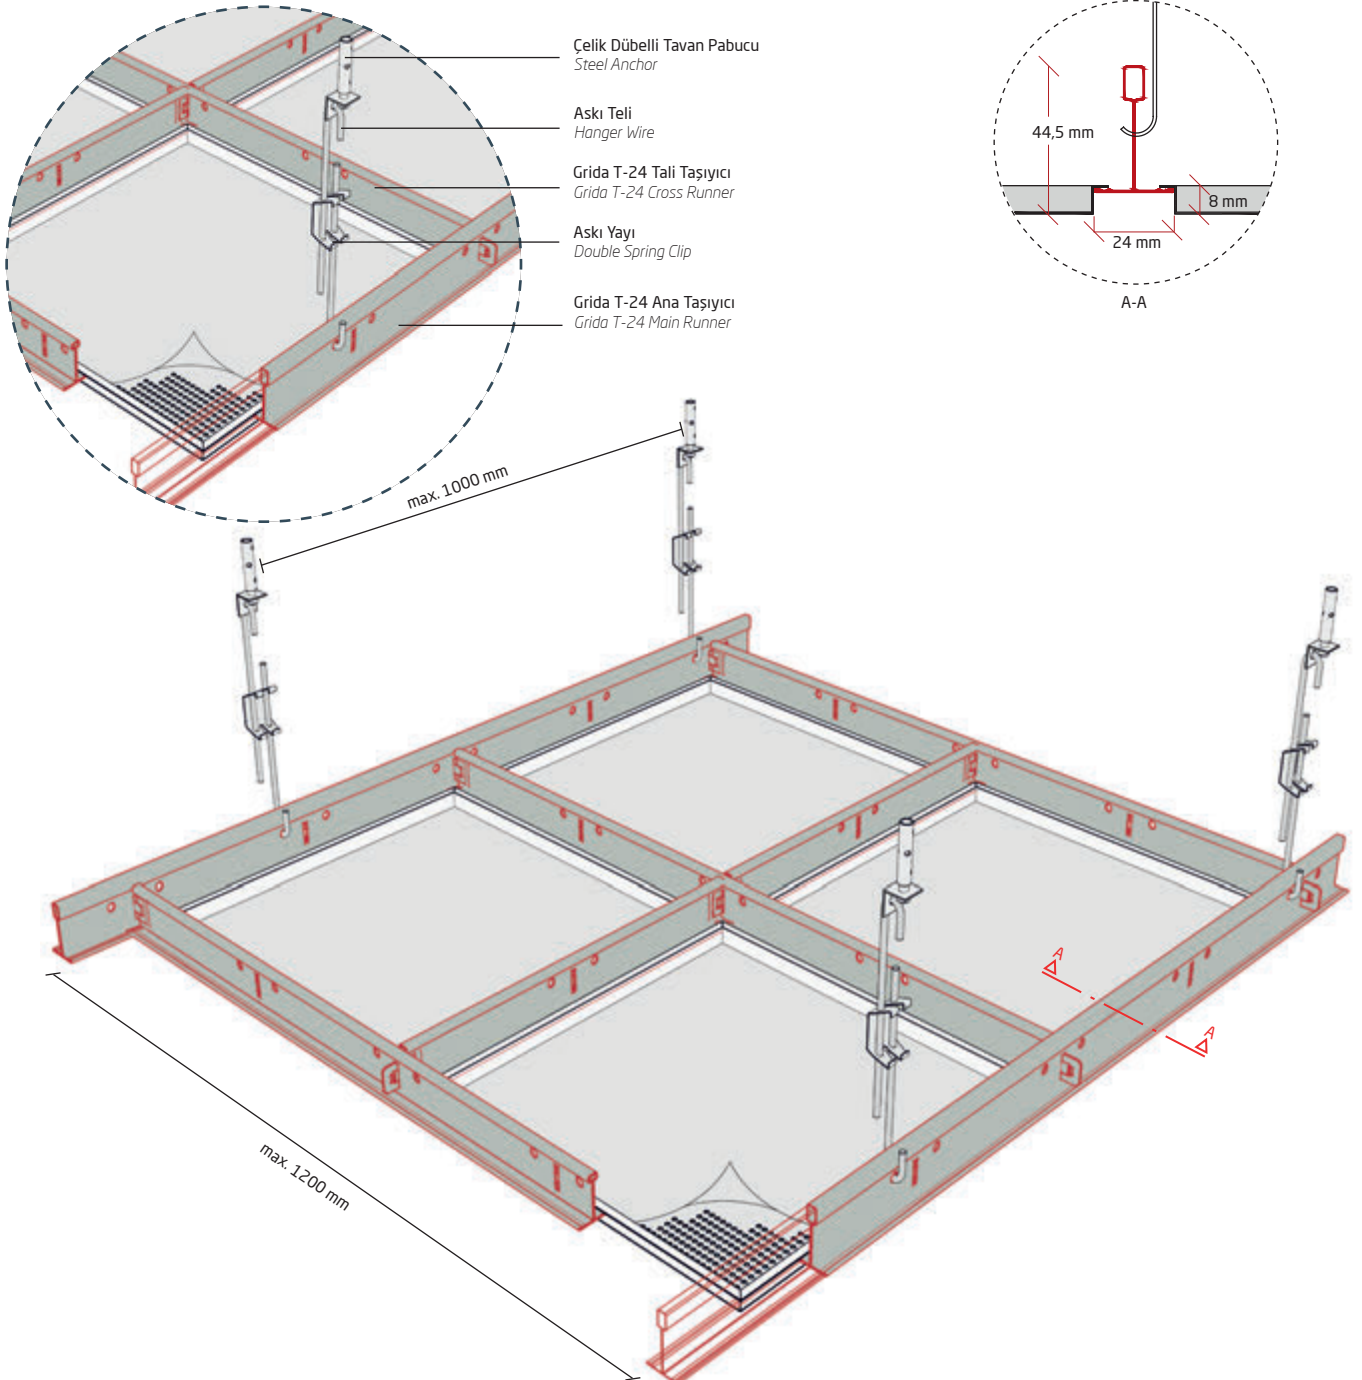 Çelik Dübelli Tavan Pabucu
Steel Anchor
Askı Teli
Hanger Wire
Grida T-24 Tali Taşıyıcı
Grida T-24 Cross Runner
Askı Yayı
Double Spring Clip
Grida T-24 Ana Taşıyıcı
Grida T-24 Main Runner
44,5 mm
8 mm
24 mm
A-A
max. 1000 mm
A
A
max. 1200 mm